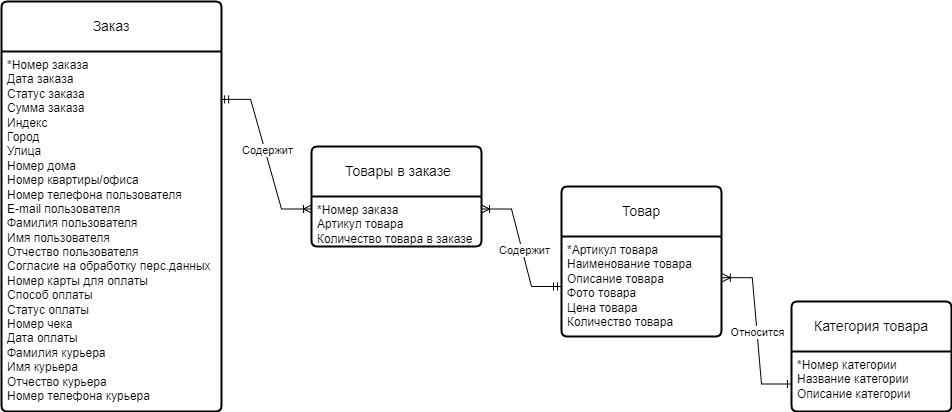 Заказ
*Номер заказа
Дата заказа
Статус заказа
Сумма заказа
Индекс
Город
Улица
Номер дома
Номер квартиры/офиса
Номер телефона пользователя
E-mail пользователя
Фамилия пользователя
Имя пользователя
Отчество пользователя
Согласие на обработку перс.данных
Номер карты для оплаты
Способ оплаты
Статус оплаты
Номер чека
Дата оплаты
Фамилия курьера
Имя курьера
Отчество курьера
Номер телефона курьера
Содержит
Товары в заказе
*Номер заказа
Артикул товара
Количество товара в заказе
Содержит
Товар
*Артикул товара
Наименование товара
Описание товара
Фото товара
Цена товара
Количество товара
Относится
Категория товара
*Номер категории
Название категории
Описание категории